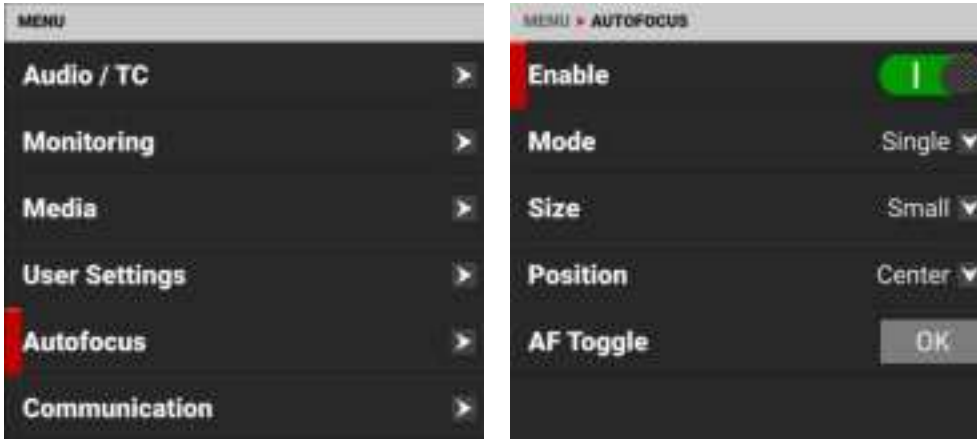 MENU
Audio / TC
Monitoring
Media
User Settings
Autofocus
Communication
MENU ▸ AUTOFOCUS
Enable
Mode Single
Size Small
Position Center
AF Toggle OK